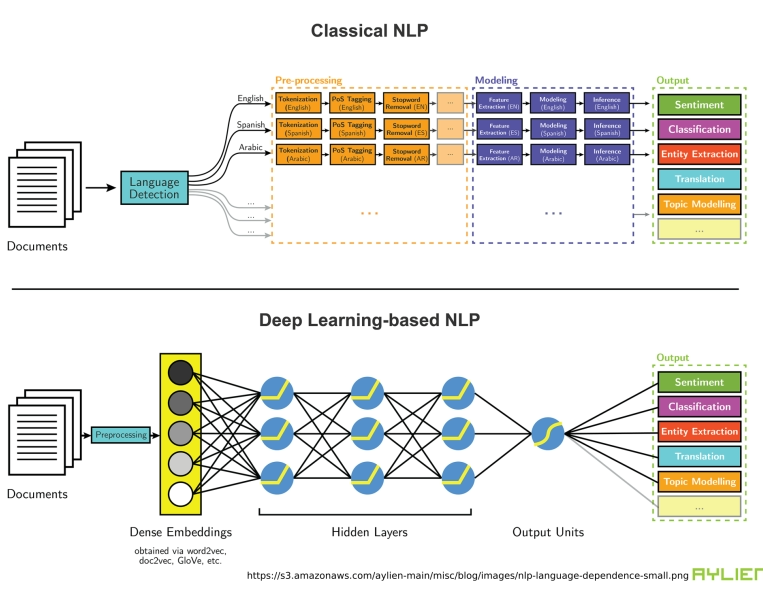 Classical NLP
Pre-processing
Modeling
Output
English
Tokenization
(English)
PoS Tagging
(English)
Stopword
Removal (EN)
...
Feature
Extraction (EN)
Modeling
(English)
Inference
(English)
Sentiment
Spanish
Tokenization
(Spanish)
PoS Tagging
(Spanish)
Stopword
Removal (ES)
...
Feature
Extraction (ES)
Modeling
(Spanish)
Inference
(Spanish)
Classification
Arabic
Tokenization
(Arabic)
PoS Tagging
(Arabic)
Stopword
Removal (AR)
...
Feature
Extraction (AR)
Modeling
(Arabic)
Inference
(Arabic)
Entity Extraction
Language
Detection
Translation
...
...
...
...
...
Topic Modelling
...
Documents
Deep Learning-based NLP
Output
Sentiment
Classification
Preprocessing
Entity Extraction
Translation
Topic Modelling
...
Documents
Dense Embeddings
obtained via word2vec,
doc2vec, GloVe, etc.
Hidden Layers
Output Units
https://s3.amazonaws.com/aylien-main/misc/blog/images/nlp-language-dependence-small.png
AYLIEN